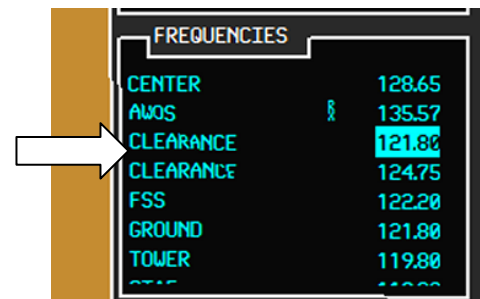 FREQUENCIES
CENTER 128.65
AWOS RX 135.57
CLEARANCE 121.80
CLEARANCE 124.75
FSS 122.20
GROUND 121.80
TOWER 119.80